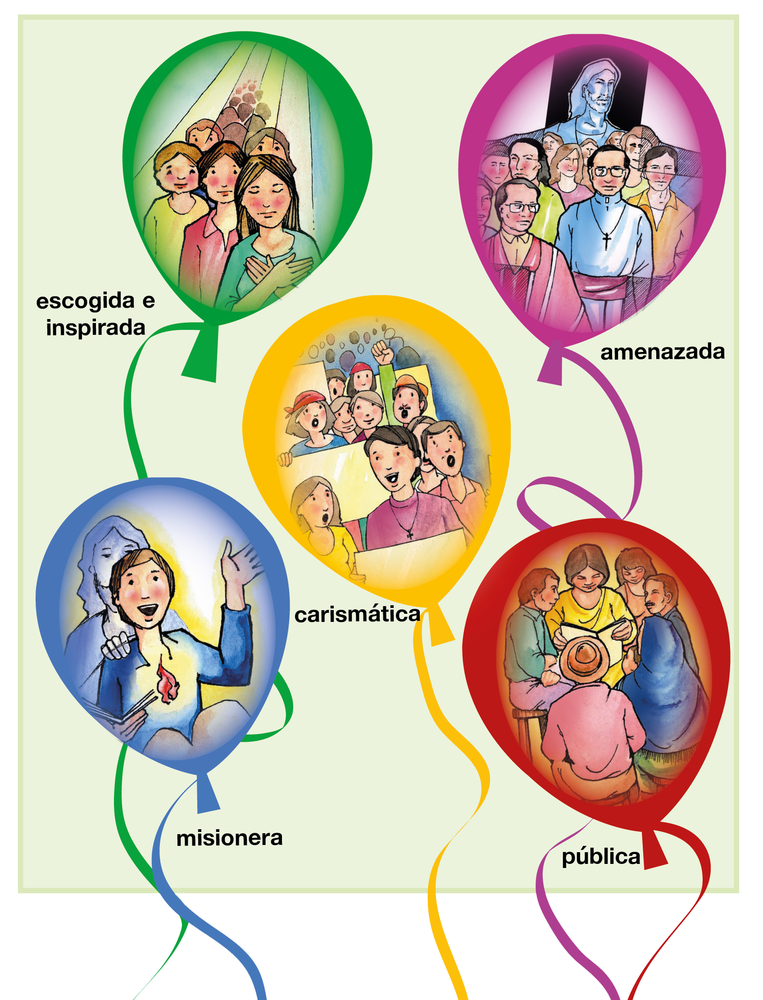 escogida e
inspirada
amenazada
carismática
misionera
pública